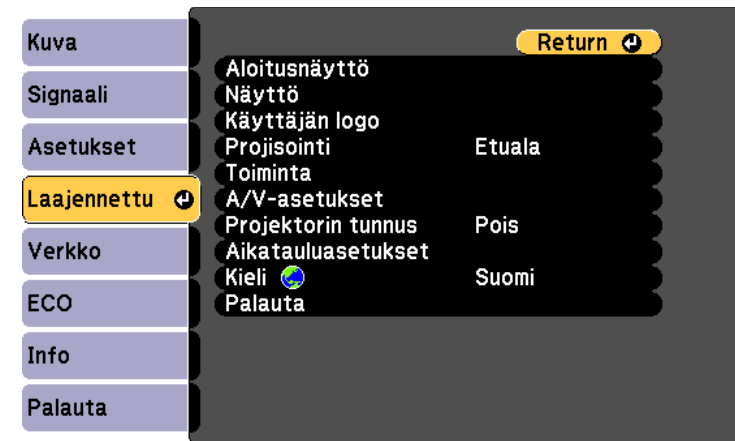 Kuva
Signaali
Asetukset
Laajennettu
Verkko
ECO
Info
Palauta
Return
Aloitusnäyttö
Näyttö
Käyttäjän logo
Projisointi Etuala
Toiminta
A/V-asetukset
Projektorin tunnus Pois
Aikatauluasetukset
Kieli Suomi
Palauta